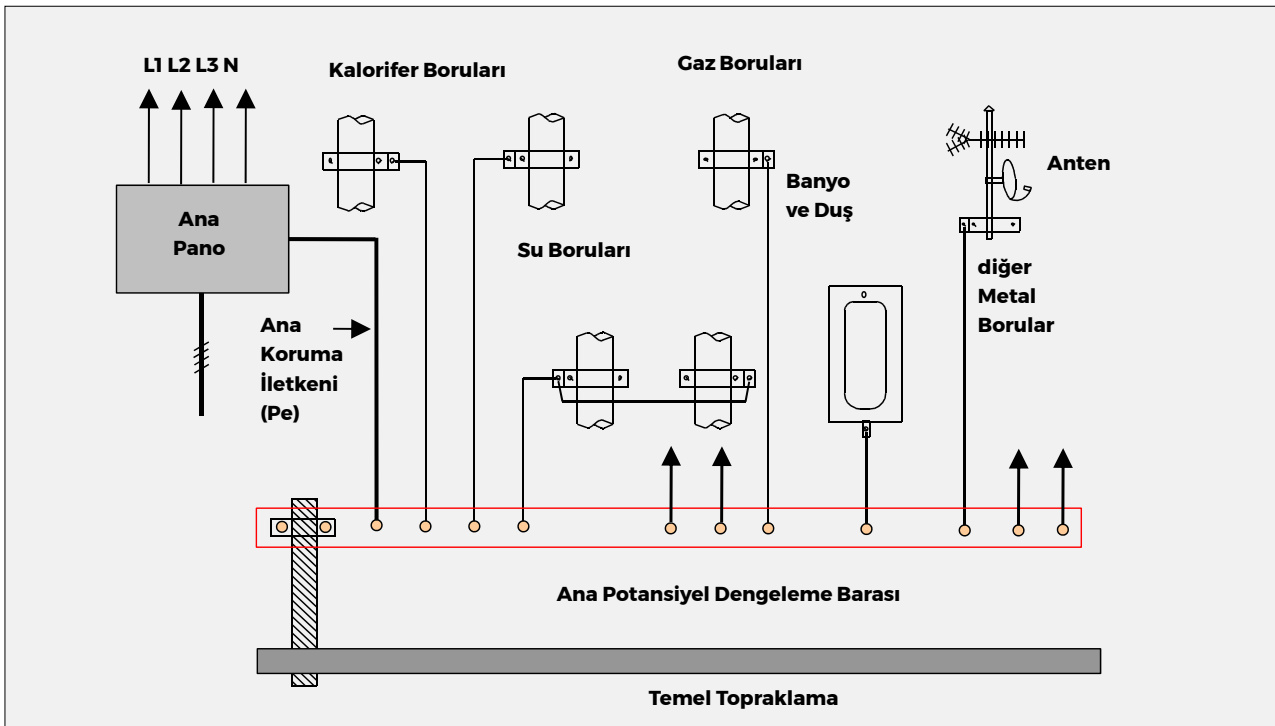 L1 L2 L3 N
Kalorifer Boruları
Gaz Boruları
Anten
Banyo
ve Duş
Ana
Pano
Su Boruları
diğer
Metal
Borular
Ana
Koruma
İletkeni
(Pe)
Ana Potansiyel Dengeleme Barası
Temel Topraklama